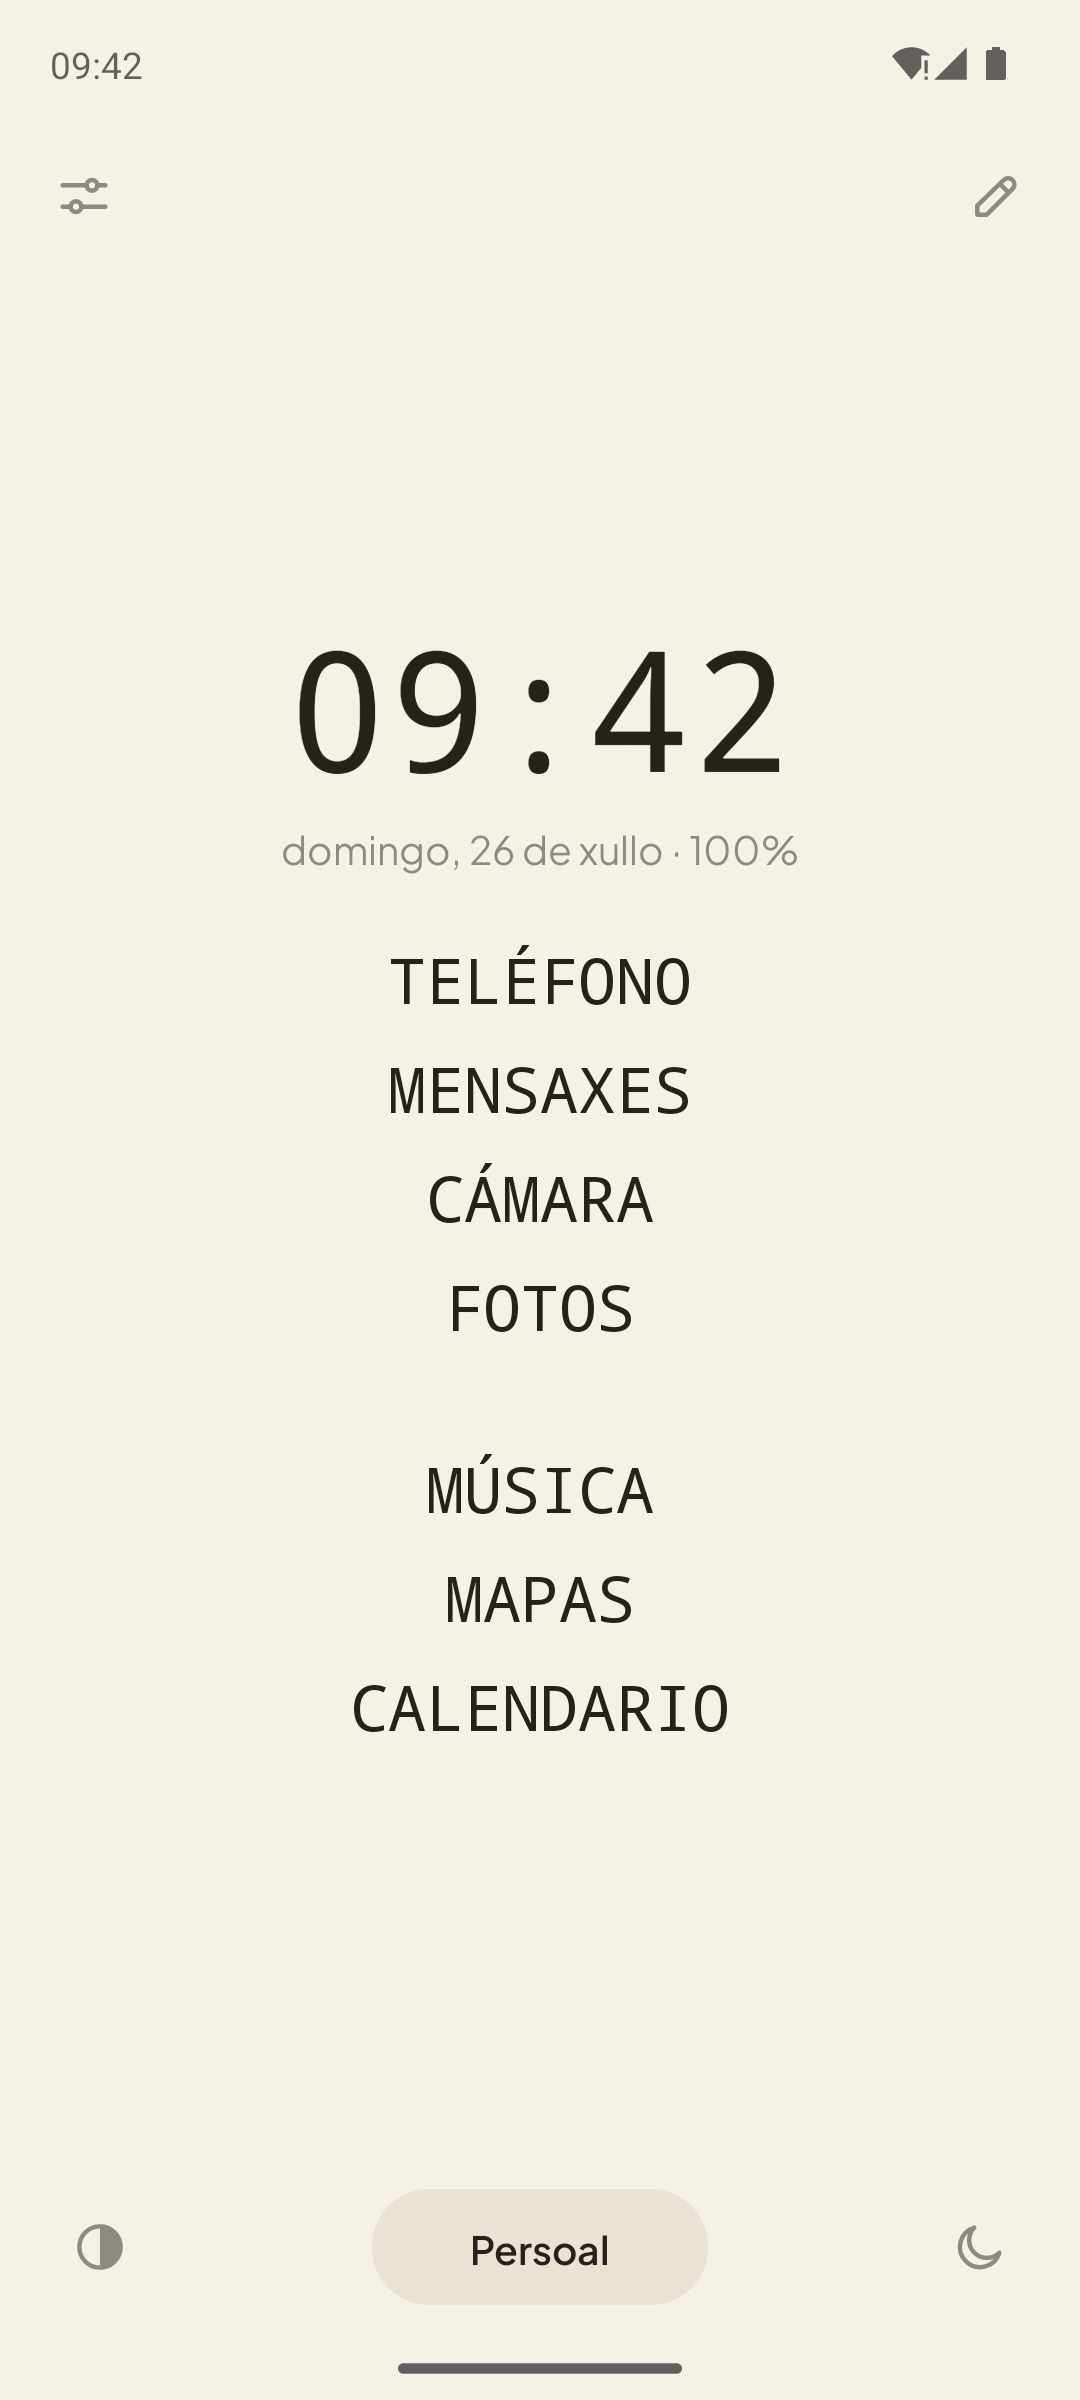 09:42
09:42
domingo, 26 de xullo · 100%
TELÉFONO
MENSAXES
CÁMARA
FOTOS
MÚSICA
MAPAS
CALENDARIO
Persoal